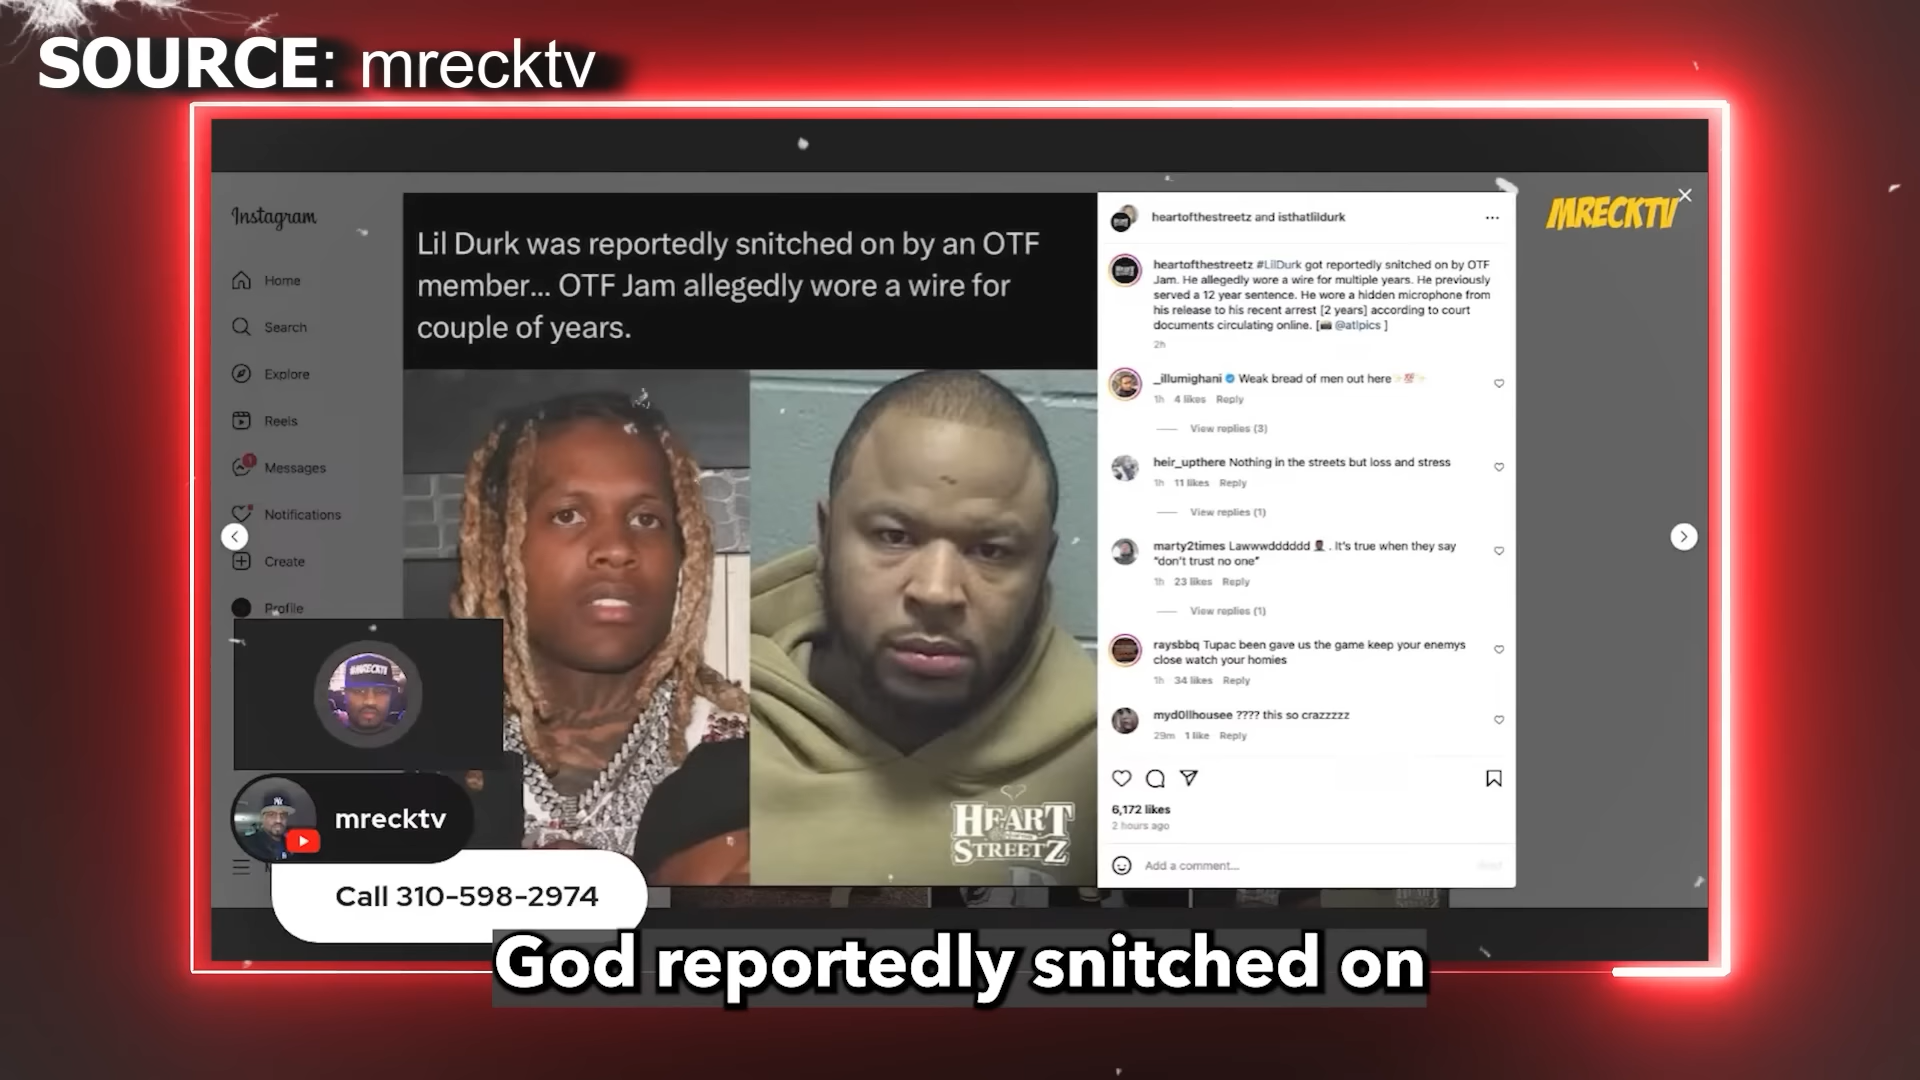 SOURCE: mrecktv
Instagram
Home
Search
Explore
Reels
1
Messages
Notifications
Create
Profile
Lil Durk was reportedly snitched on by an OTF
member... OTF Jam allegedly wore a wire for
couple of years.
HEART
STREETZ
heartofthestreetz and isthatlildurk
heartofthestreetz #LilDurk got reportedly snitched on by OTF
Jam. He allegedly wore a wire for multiple years. He previously
served a 12 year sentence. He wore a hidden microphone from
his release to his recent arrest [2 years] according to court
documents circulating online. [📸 @atlpics ]
2h
_illumighani Weak bread of men out here 💯
1h 4 likes Reply
View replies (3)
heir_upthere Nothing in the streets but loss and stress
1h 11 likes Reply
View replies (1)
marty2times Lawwwdddddd 🤦🏿‍♂️ . It's true when they say
"don't trust no one"
1h 23 likes Reply
View replies (1)
raysbbq Tupac been gave us the game keep your enemys
close watch your homies
1h 34 likes Reply
myd0llhousee ???? this so crazzzzz
29m 1 like Reply
6,172 likes
2 hours ago
Add a comment...
MRECKTV
MRECKTV
mrecktv
Call 310-598-2974
God reportedly snitched on